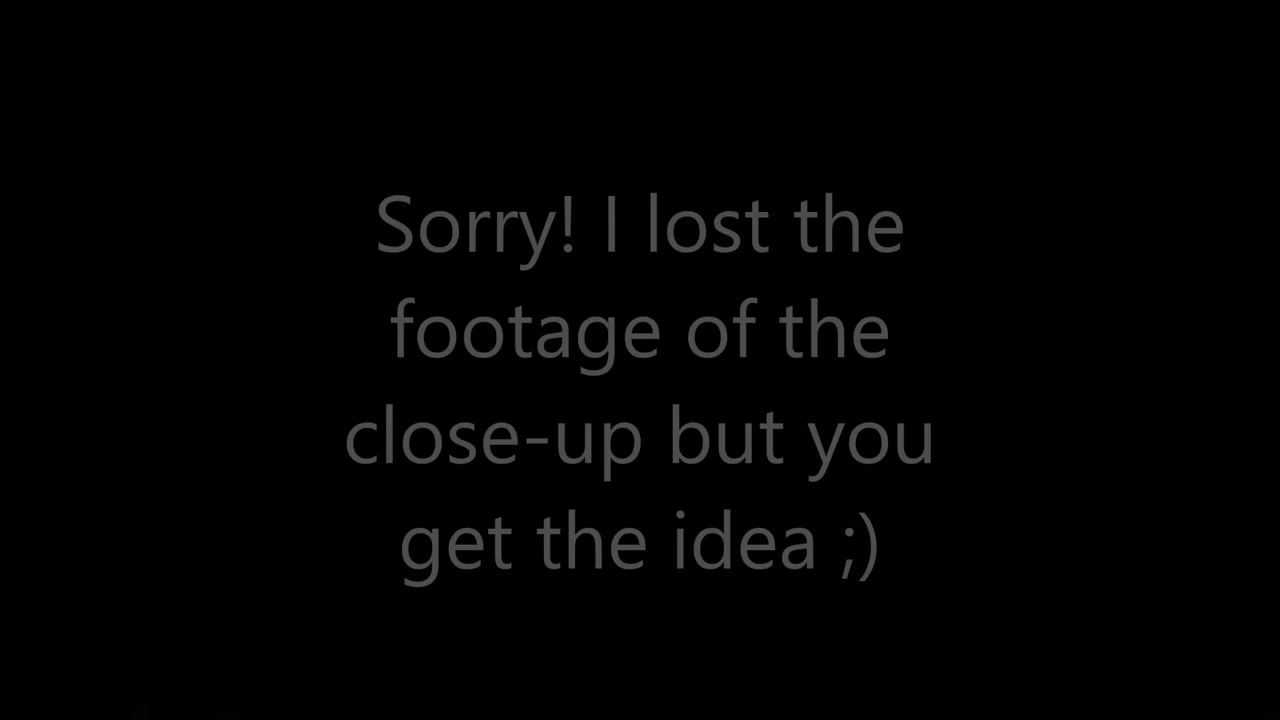 Sorry! I lost the
footage of the
close-up but you
get the idea ;)